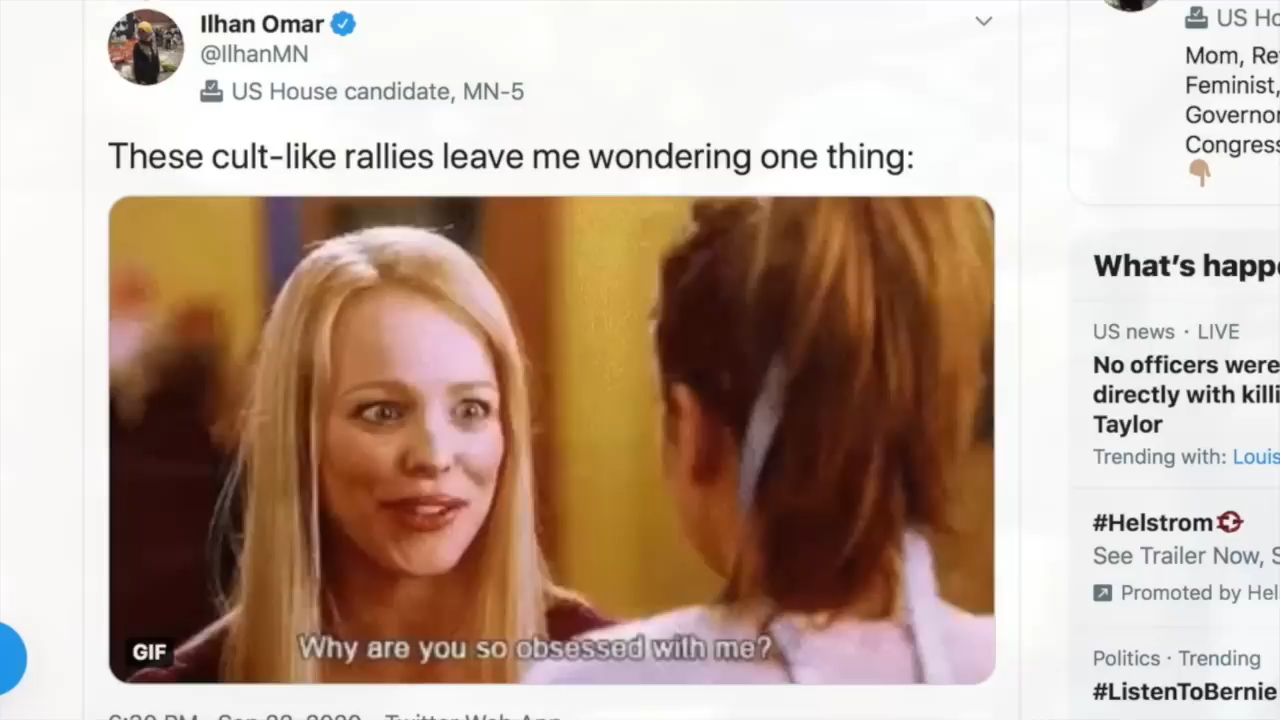 Ilhan Omar
@IlhanMN
US House candidate, MN-5
These cult-like rallies leave me wondering one thing:
Why are you so obsessed with me?
GIF
US Ho
Mom, Re
Feminist,
Governor
Congress
What's happe
US news · LIVE
No officers were
directly with killi
Taylor
Trending with: Louis
#Helstrom
See Trailer Now, S
Promoted by Hel
Politics · Trending
#ListenToBernie